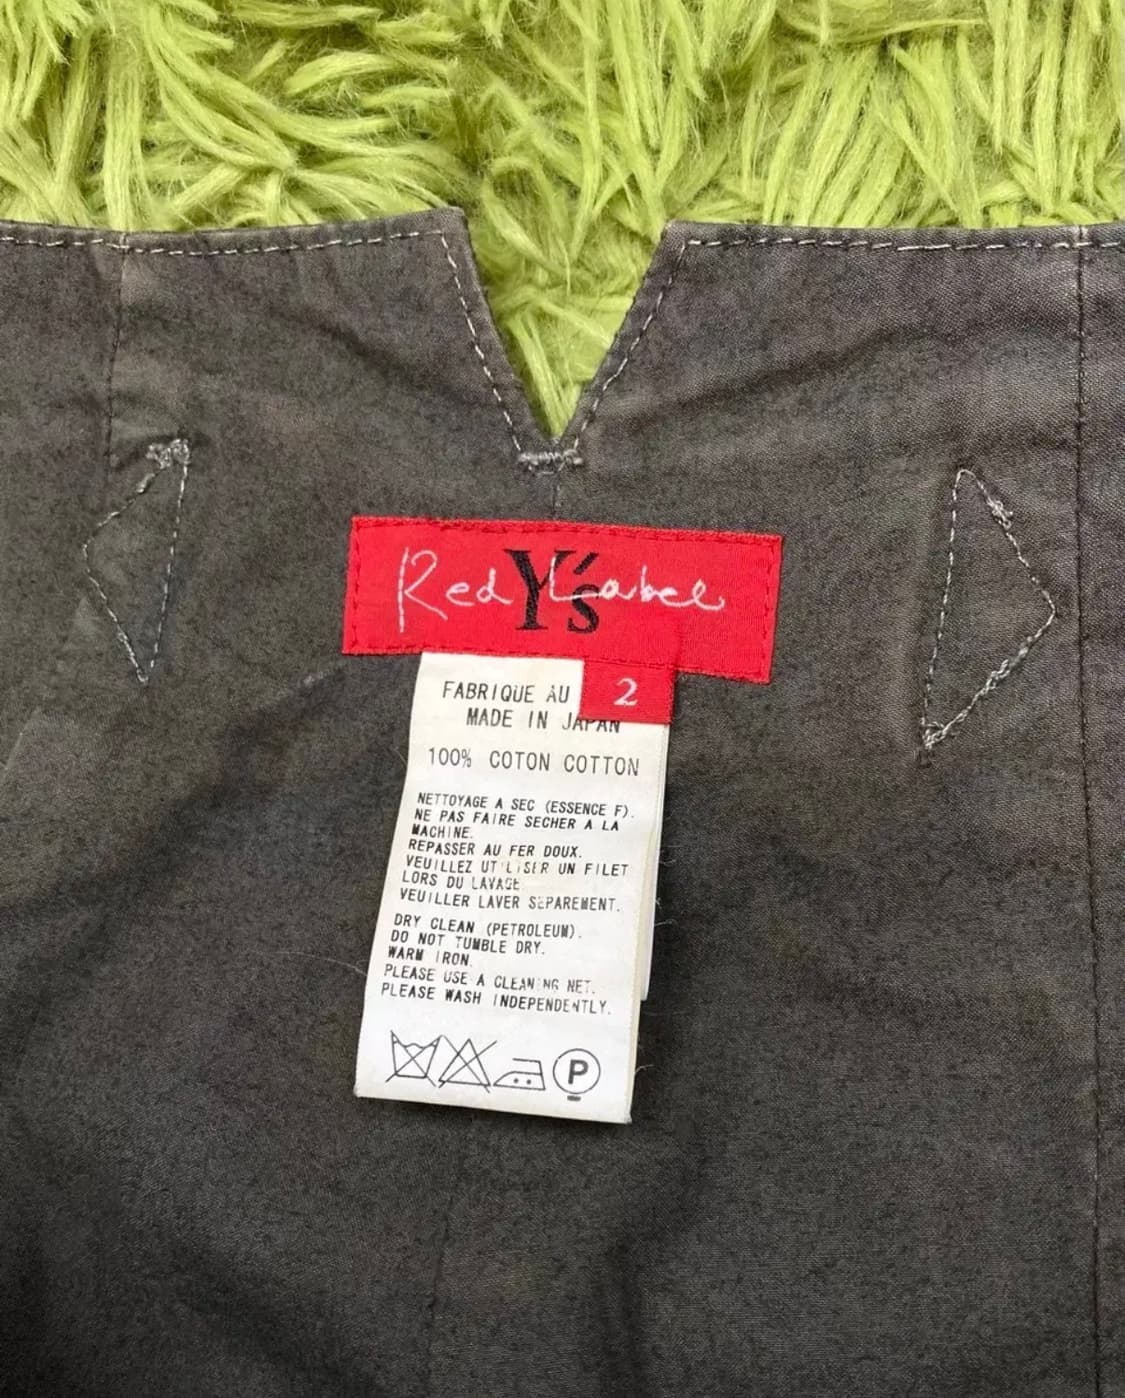 Red Label
Y's
2
FABRIQUE AU
MADE IN JAPAN
100% COTON COTTON
NETTOYAGE A SEC (ESSENCE F).
NE PAS FAIRE SECHER A LA
MACHINE.
REPASSER AU FER DOUX.
VEUILLEZ UTILISER UN FILET
LORS DU LAVAGE
VEUILLER LAVER SEPAREMENT.
DRY CLEAN (PETROLEUM).
DO NOT TUMBLE DRY.
WARM IRON.
PLEASE USE A CLEANING NET.
PLEASE WASH INDEPENDENTLY.
P